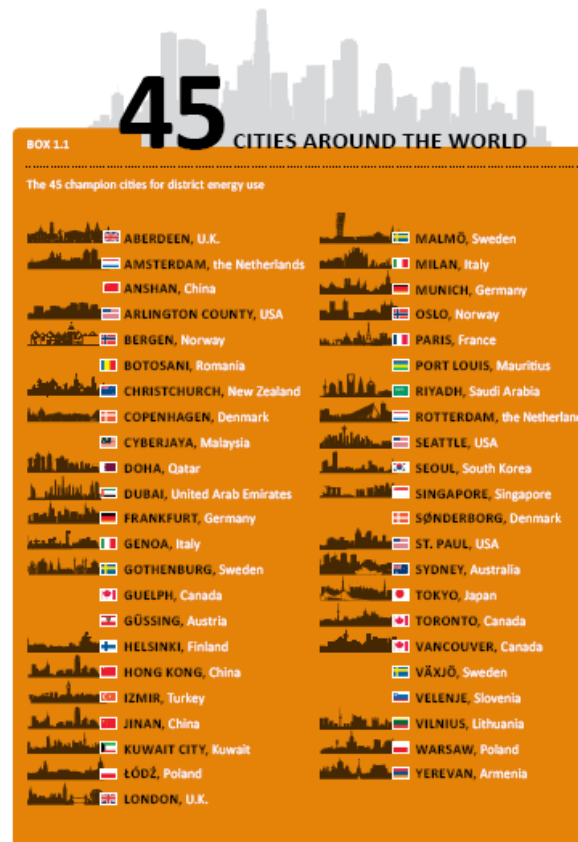 45
CITIES AROUND THE WORLD
BOX 1.1
The 45 champion cities for district energy use
ABERDEEN, U.K.
AMSTERDAM, the Netherlands
ANSHAN, China
ARLINGTON COUNTY, USA
BERGEN, Norway
BOTOSANI, Romania
CHRISTCHURCH, New Zealand
COPENHAGEN, Denmark
CYBERJAYA, Malaysia
DOHA, Qatar
DUBAI, United Arab Emirates
FRANKFURT, Germany
GENOA, Italy
GOTHENBURG, Sweden
GUELPH, Canada
GÜSSING, Austria
HELSINKI, Finland
HONG KONG, China
IZMIR, Turkey
JINAN, China
KUWAIT CITY, Kuwait
ŁÓDŹ, Poland
LONDON, U.K.
MALMÖ, Sweden
MILAN, Italy
MUNICH, Germany
OSLO, Norway
PARIS, France
PORT LOUIS, Mauritius
RIYADH, Saudi Arabia
ROTTERDAM, the Netherlan
SEATTLE, USA
SEOUL, South Korea
SINGAPORE, Singapore
SØNDERBORG, Denmark
ST. PAUL, USA
SYDNEY, Australia
TOKYO, Japan
TORONTO, Canada
VANCOUVER, Canada
VÄXJÖ, Sweden
VELENJE, Slovenia
VILNIUS, Lithuania
WARSAW, Poland
YEREVAN, Armenia